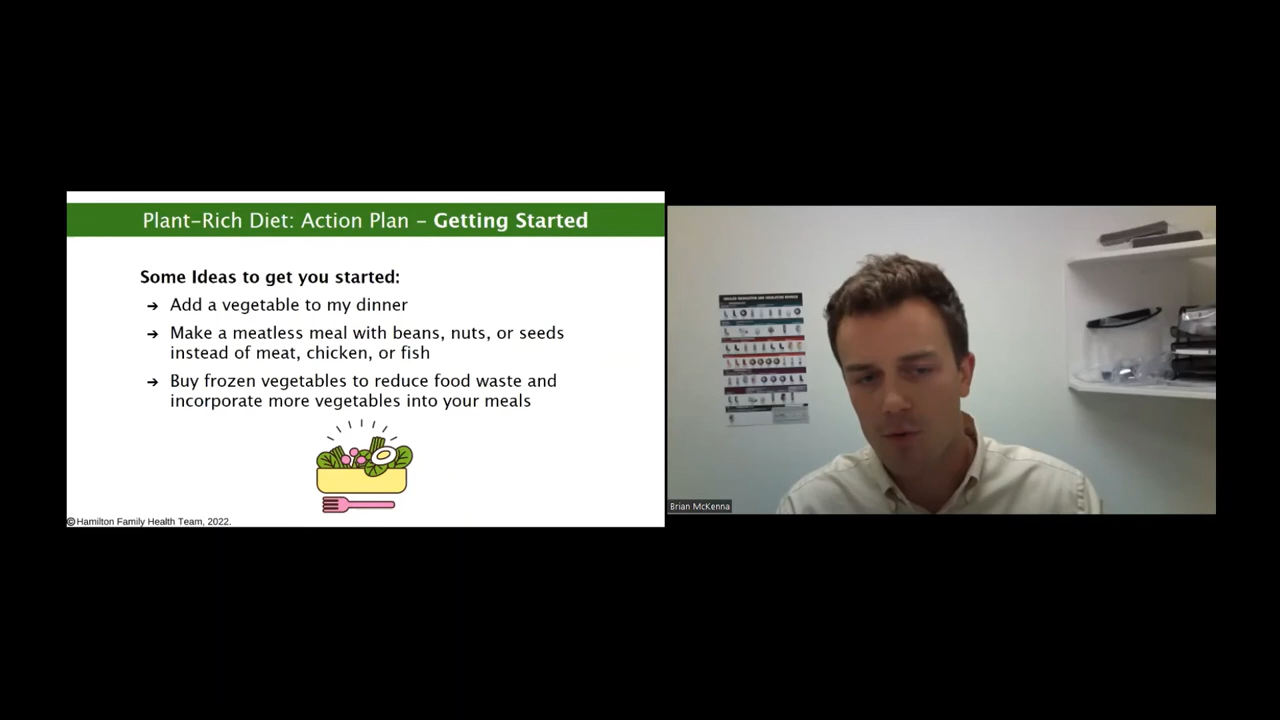 Plant-Rich Diet: Action Plan – Getting Started
Some Ideas to get you started:
➔ Add a vegetable to my dinner
➔ Make a meatless meal with beans, nuts, or seeds
instead of meat, chicken, or fish
➔ Buy frozen vegetables to reduce food waste and
incorporate more vegetables into your meals
©Hamilton Family Health Team, 2022.
Brian McKenna